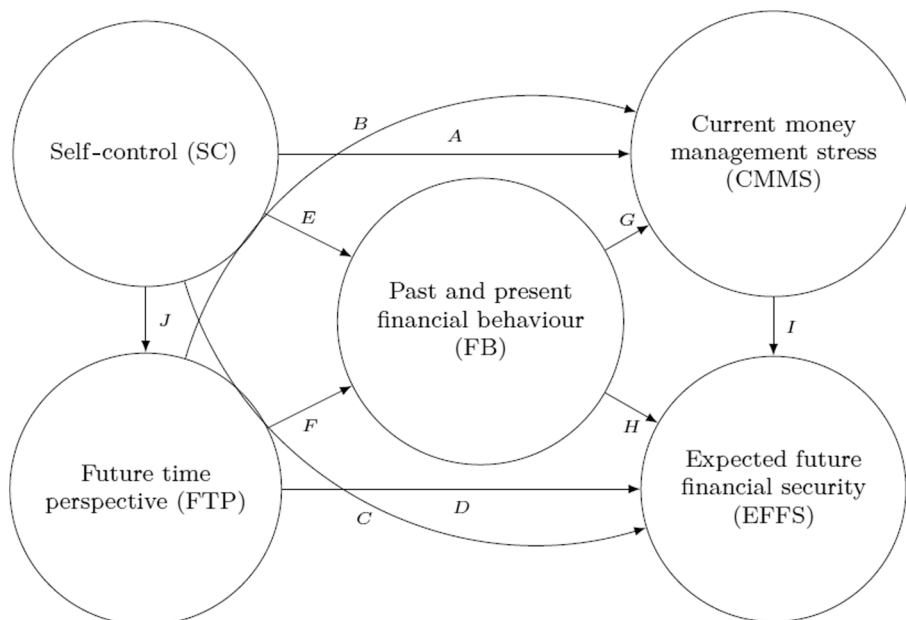 B
A
Self-control (SC)
Current money
management stress
(CMMS)
E
G
Past and present
financial behaviour
(FB)
J
I
F
H
Future time
perspective (FTP)
Expected future
financial security
(EFFS)
C
D